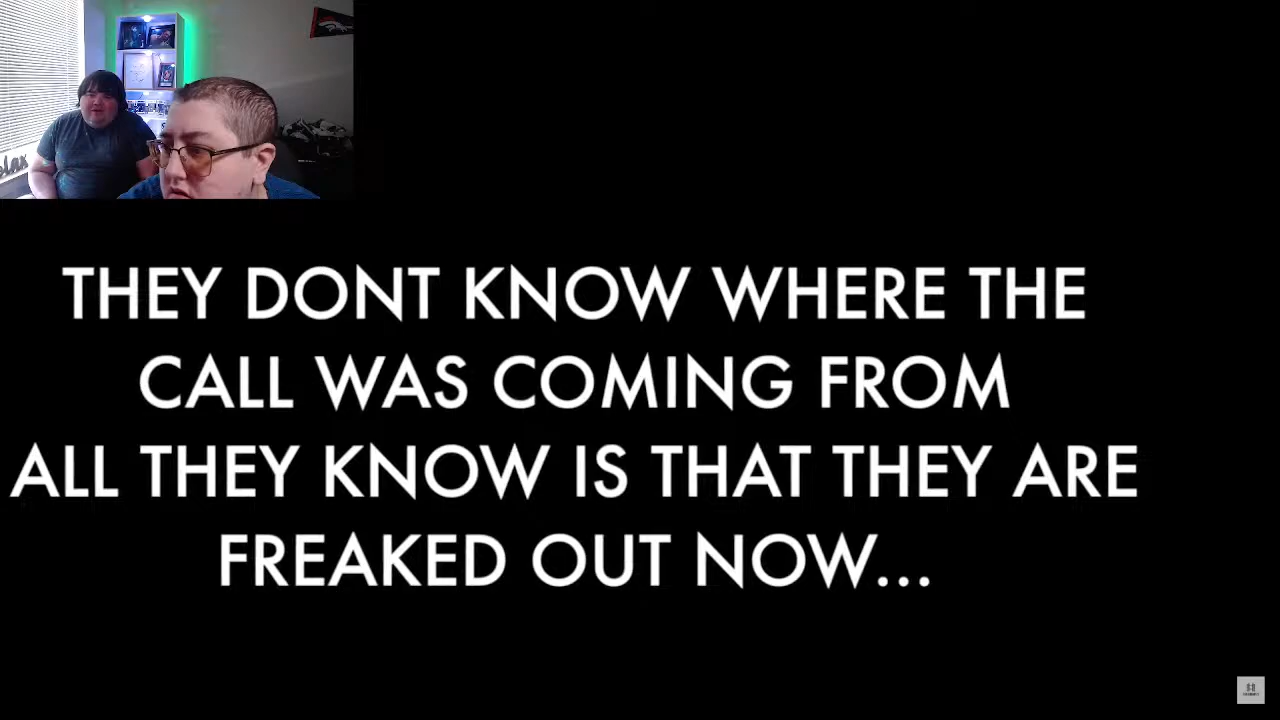 elax
THEY DONT KNOW WHERE THE
CALL WAS COMING FROM
ALL THEY KNOW IS THAT THEY ARE
FREAKED OUT NOW...